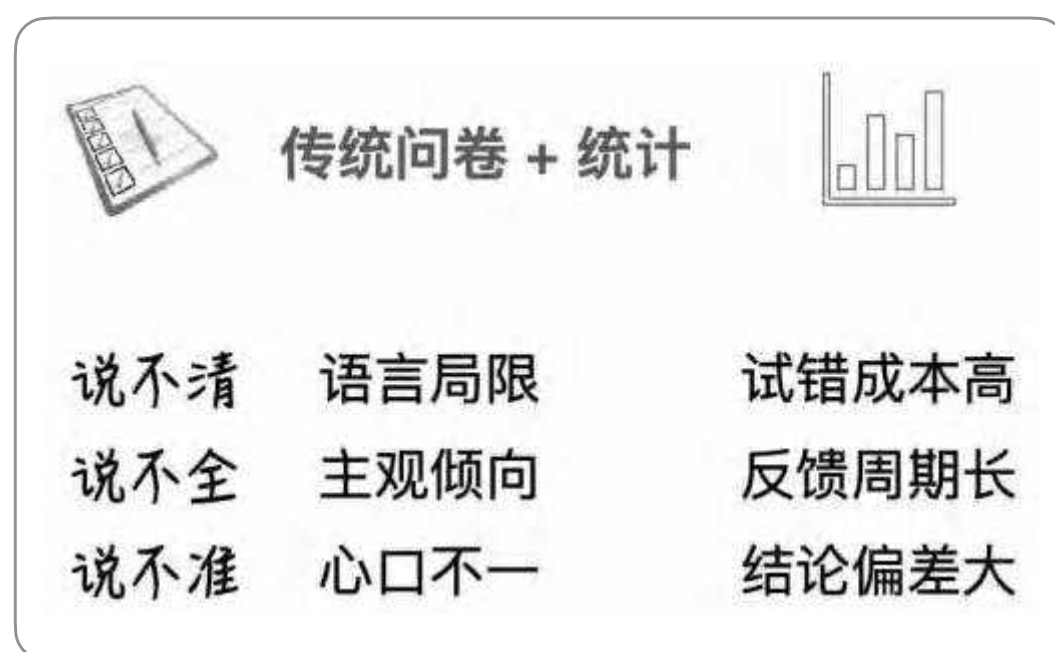 传统问卷 + 统计
说不清 语言局限 试错成本高
说不全 主观倾向 反馈周期长
说不准 心口不一 结论偏差大